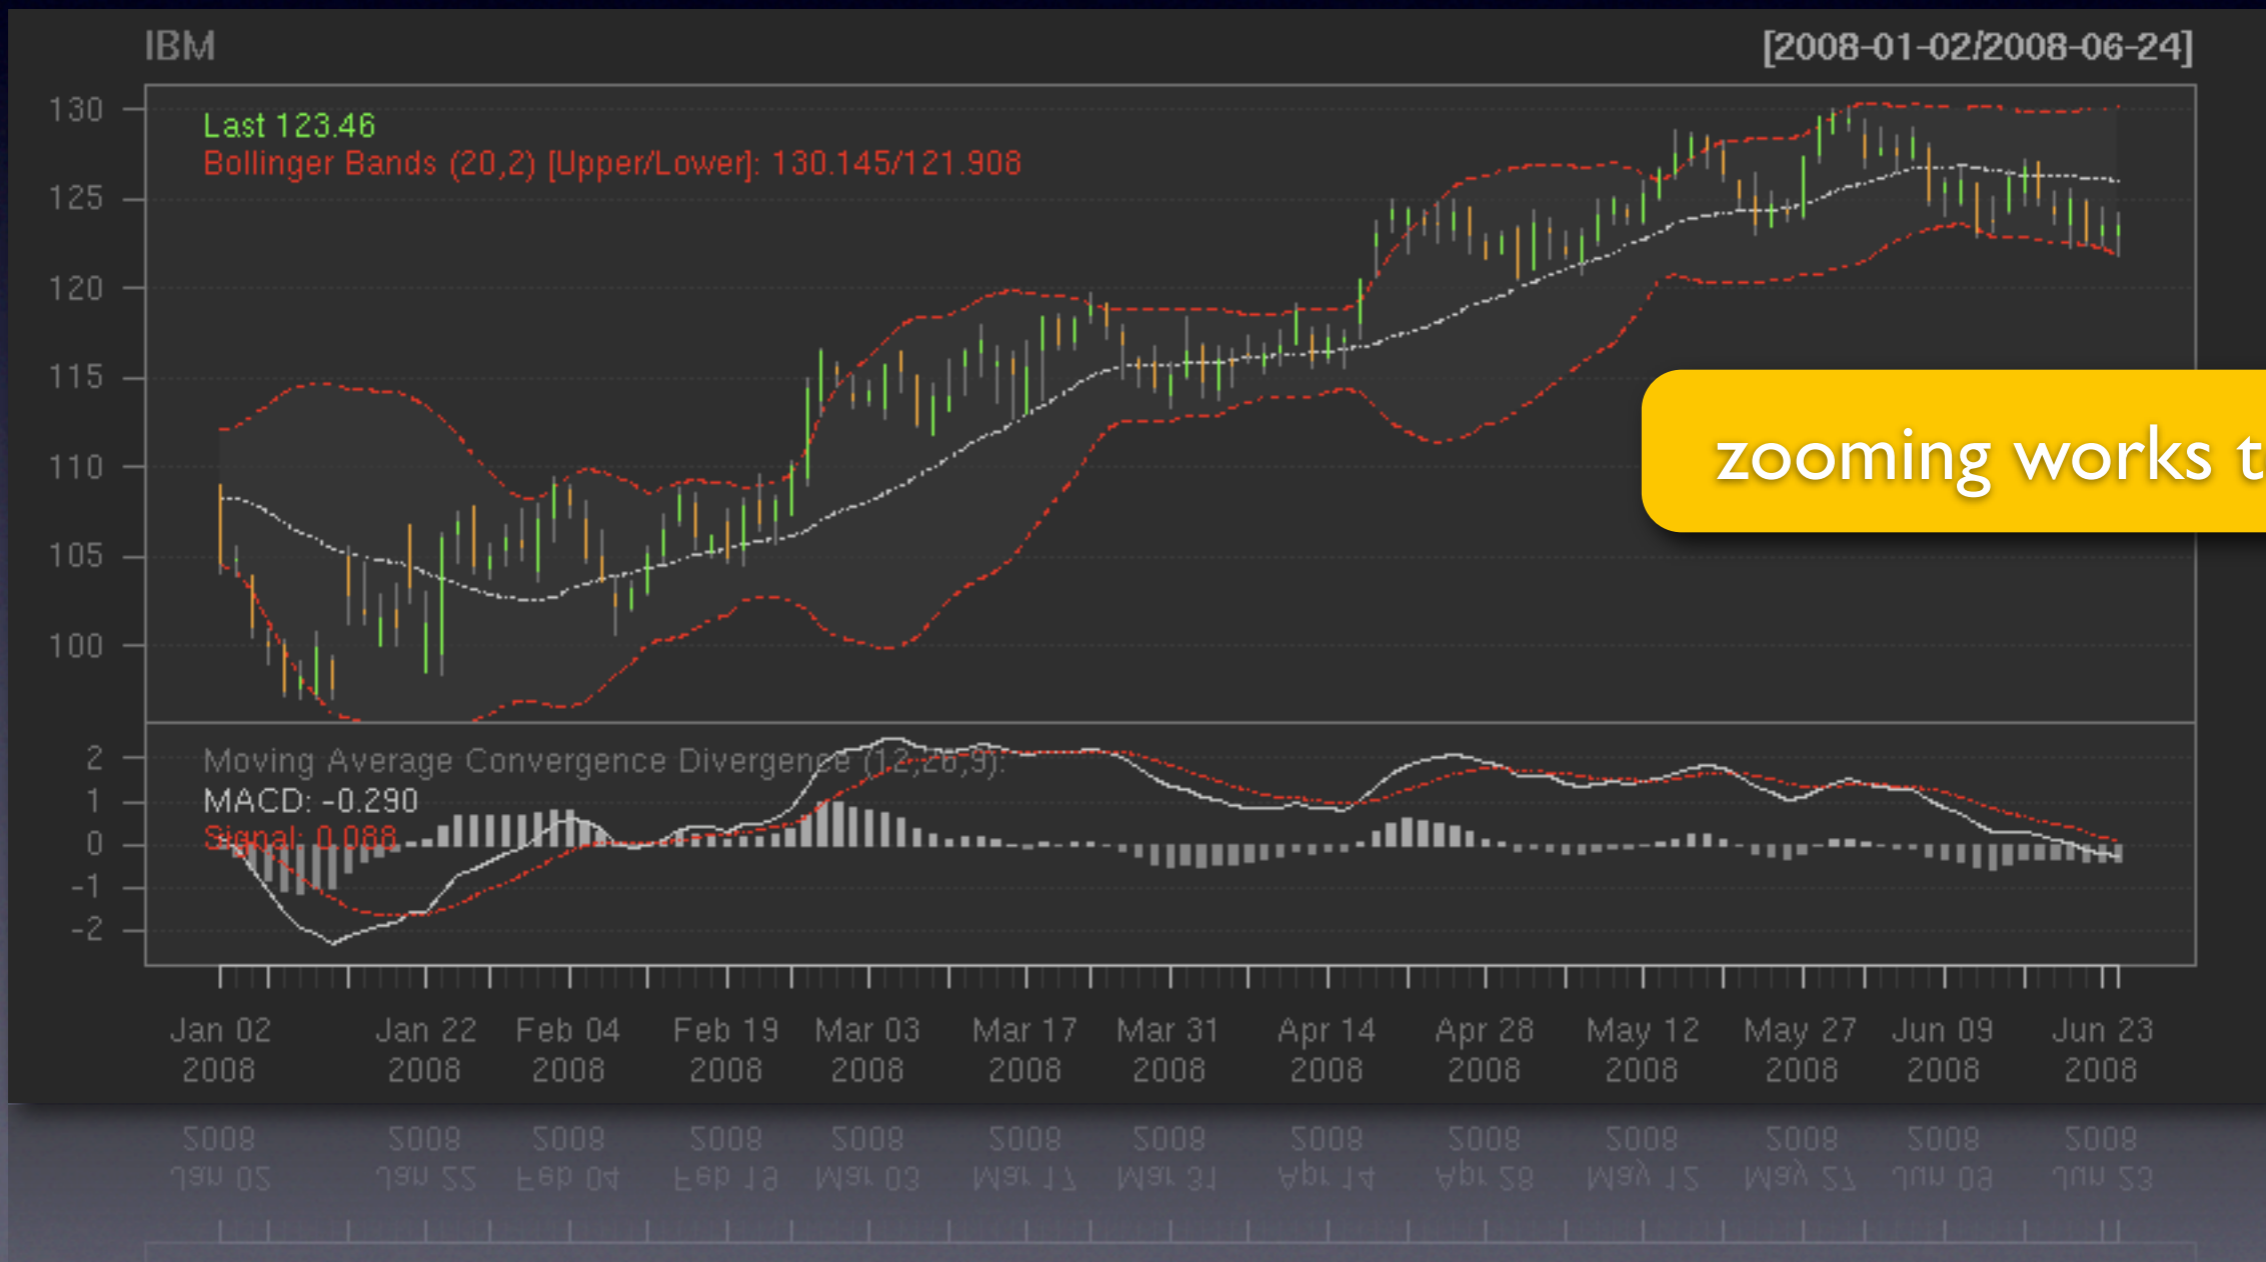 IBM
[2008-01-02/2008-06-24]
130
125
120
115
110
105
100
Last 123.46
Bollinger Bands (20,2) [Upper/Lower]: 130.145/121.908
zooming works t
2
1
0
-1
-2
Moving Average Convergence Divergence (12,26,9):
MACD: -0.290
Signal: 0.088
Jan 02 Jan 22 Feb 04 Feb 19 Mar 03 Mar 17 Mar 31 Apr 14 Apr 28 May 12 May 27 Jun 09 Jun 23
2008 2008 2008 2008 2008 2008 2008 2008 2008 2008 2008 2008 2008